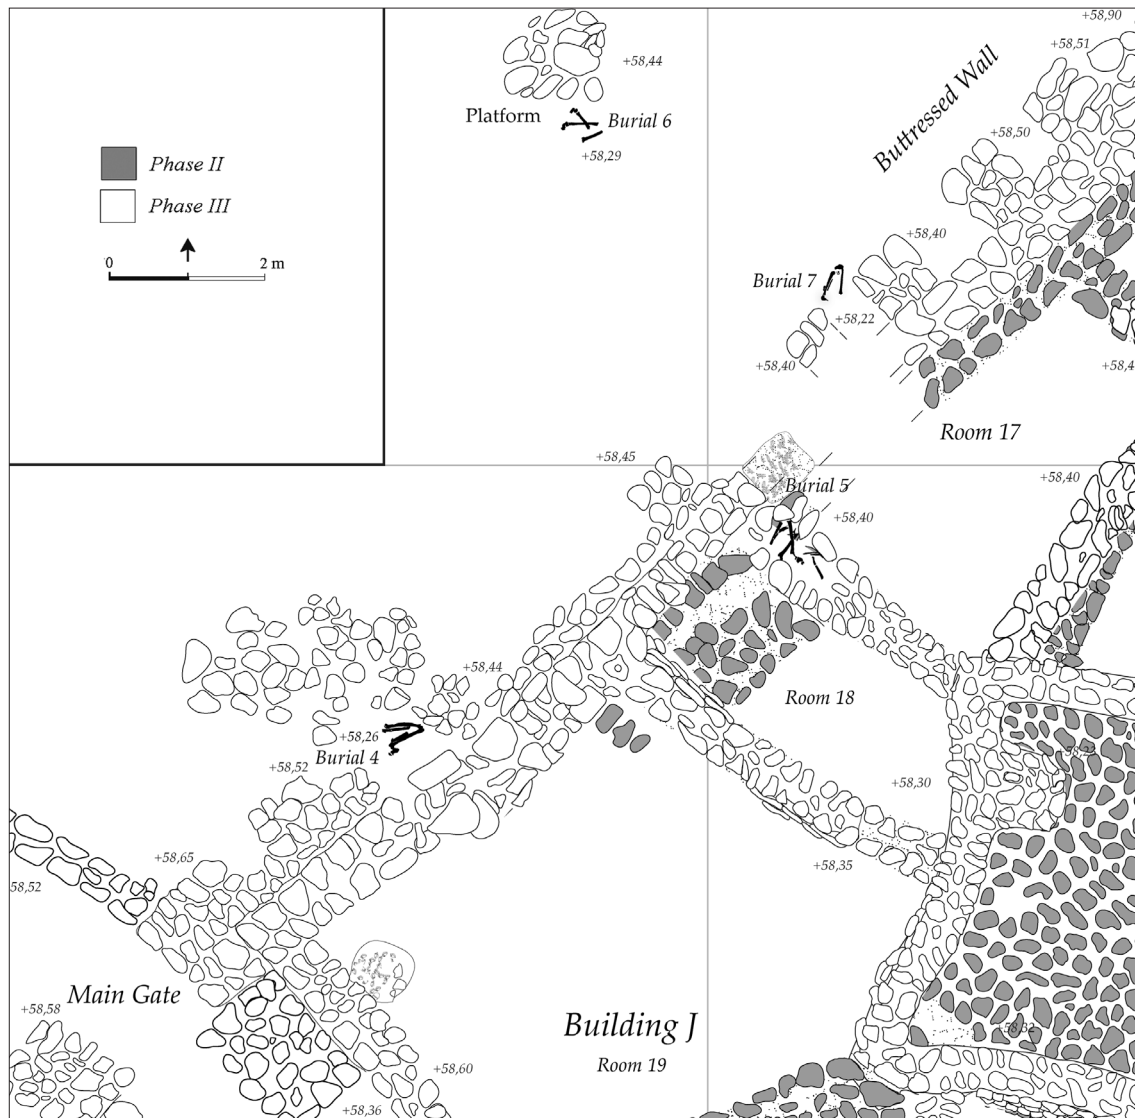 +58,90
+58,51
+58,44
Buttressed Wall
Platform
Burial 6
+58,50
+58,29
Phase II
Phase III
+58,40
0
2 m
Burial 7
+58,22
+58,40
Room 17
+58,45
+58,40
Burial 5
+58,40
+58,44
Room 18
+58,26
Burial 4
+58,52
+58,30
+58,65
+58,35
58,52
Main Gate
+58,58
Building J
+58,32
Room 19
+58,60
+58,36